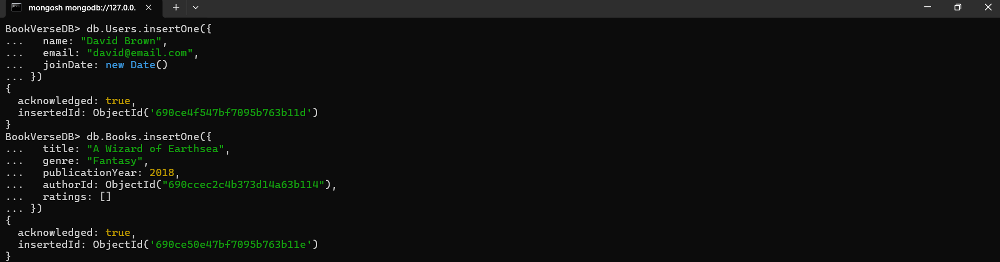 mongosh mongodb://127.0.0.
BookVerseDB> db.Users.insertOne({
...   name: "David Brown",
...   email: "david@email.com",
...   joinDate: new Date()
... })
{
  acknowledged: true,
  insertedId: ObjectId('690ce4f547bf7095b763b11d')
}
BookVerseDB> db.Books.insertOne({
...   title: "A Wizard of Earthsea",
...   genre: "Fantasy",
...   publicationYear: 2018,
...   authorId: ObjectId("690ccec2c4b373d14a63b114"),
...   ratings: []
... })
{
  acknowledged: true,
  insertedId: ObjectId('690ce50e47bf7095b763b11e')
}